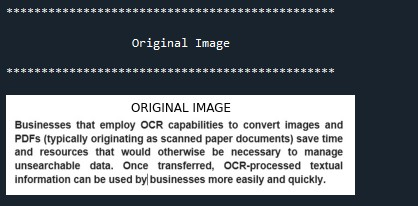 ***********************************************
Original Image
***********************************************
ORIGINAL IMAGE
Businesses that employ OCR capabilities to convert images and
PDFs (typically originating as scanned paper documents) save time
and resources that would otherwise be necessary to manage
unsearchable data. Once transferred, OCR-processed textual
information can be used by businesses more easily and quickly.